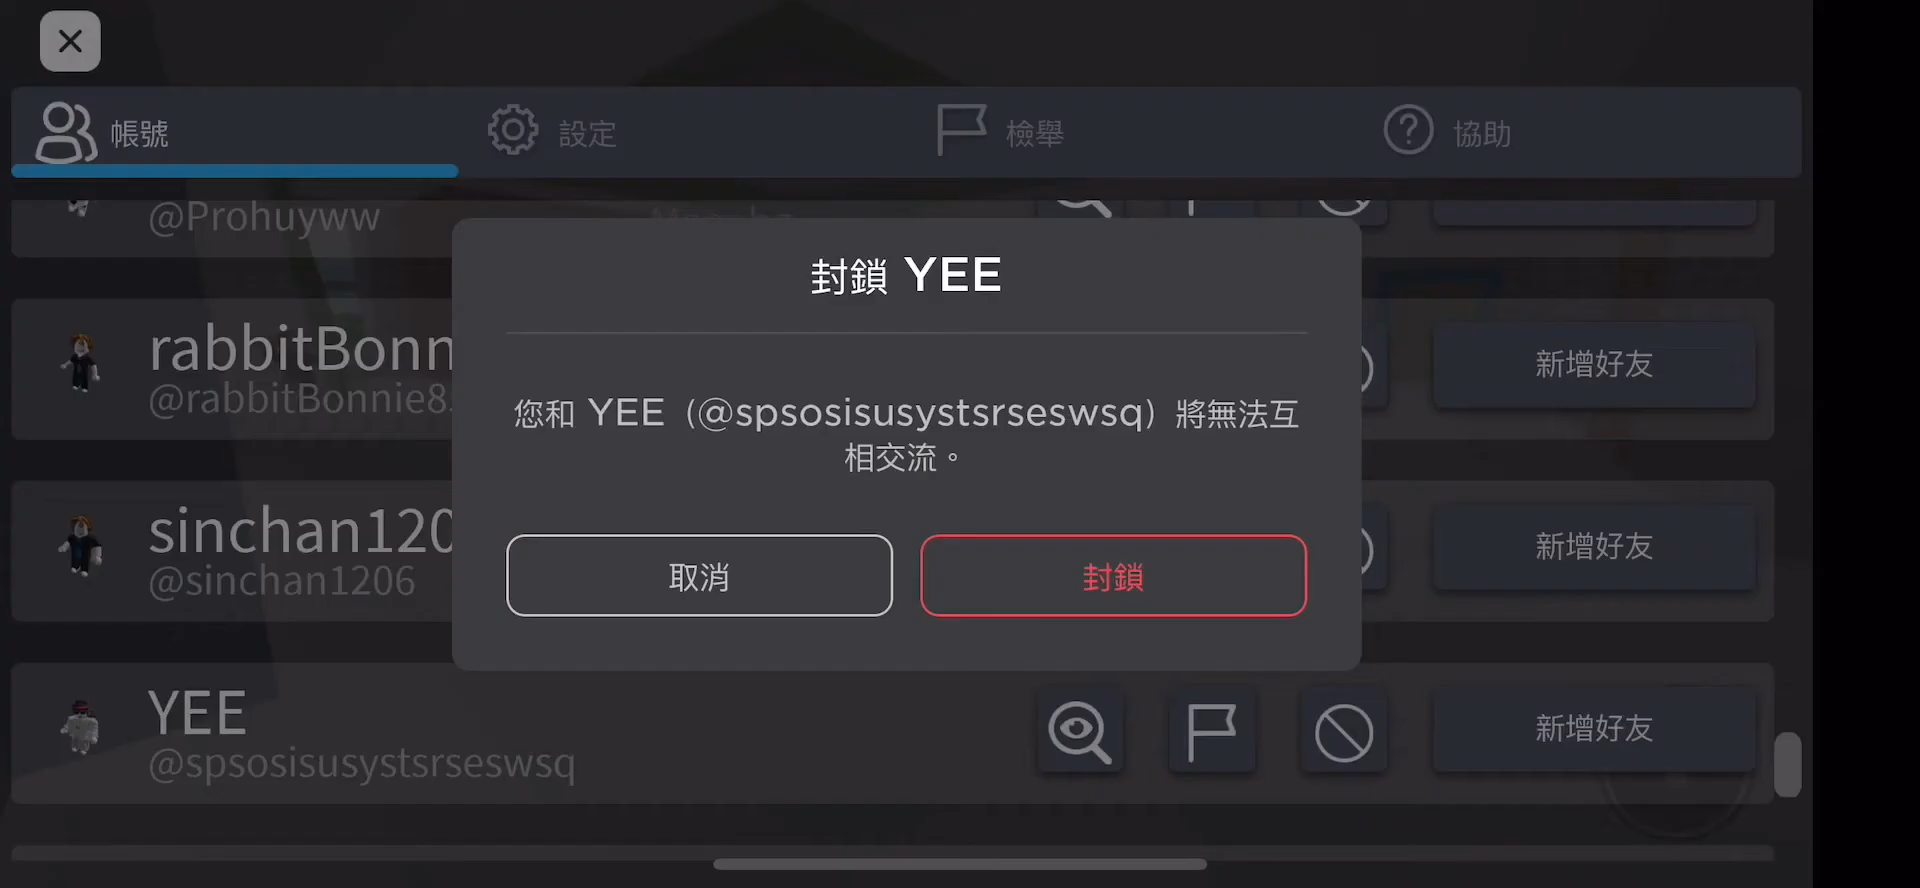 帳號
設定
檢舉
協助
@Prohuyww
封鎖 YEE
rabbitBonn
@rabbitBonnie8
新增好友
您和 YEE（@spsosisusystsrseswsq）將無法互
相交流。
sinchan120
@sinchan1206
新增好友
取消
封鎖
YEE
@spsosisusystsrseswsq
新增好友